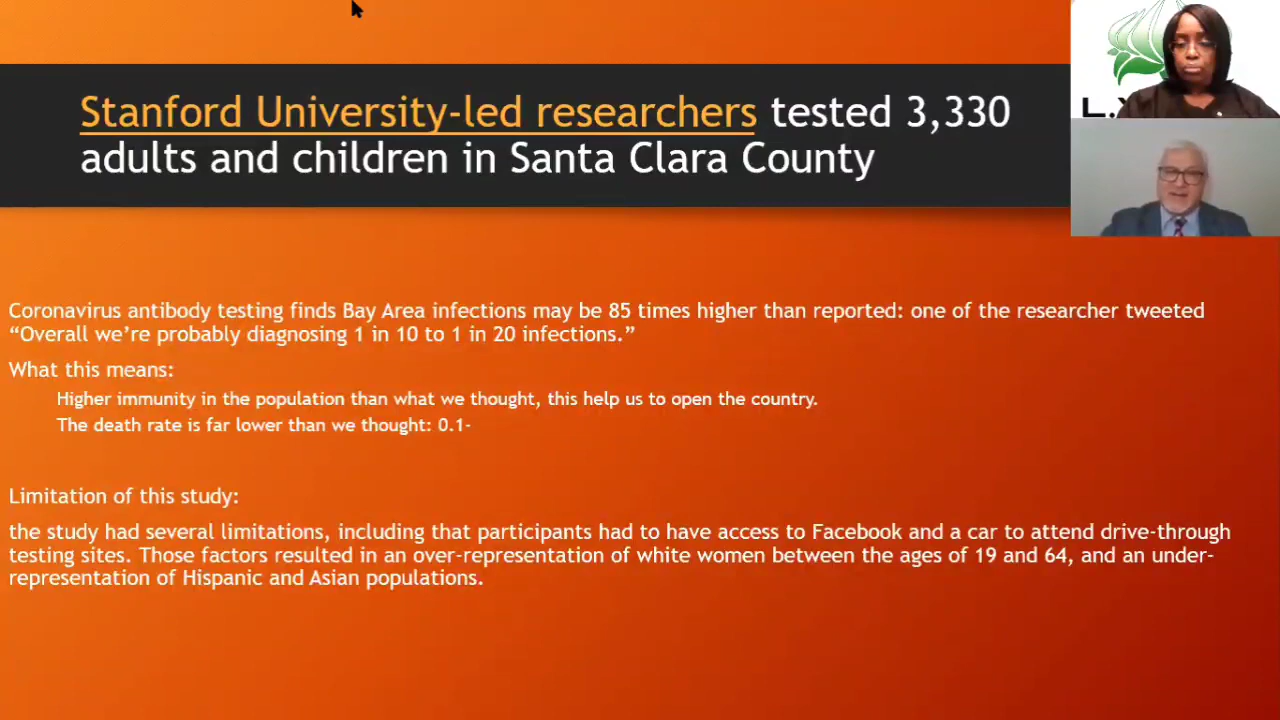 Stanford University-led researchers tested 3,330
adults and children in Santa Clara County
Coronavirus antibody testing finds Bay Area infections may be 85 times higher than reported: one of the researcher tweeted
“Overall we’re probably diagnosing 1 in 10 to 1 in 20 infections.”
What this means:
Higher immunity in the population than what we thought, this help us to open the country.
The death rate is far lower than we thought: 0.1-
Limitation of this study:
the study had several limitations, including that participants had to have access to Facebook and a car to attend drive-through
testing sites. Those factors resulted in an over-representation of white women between the ages of 19 and 64, and an under-
representation of Hispanic and Asian populations.